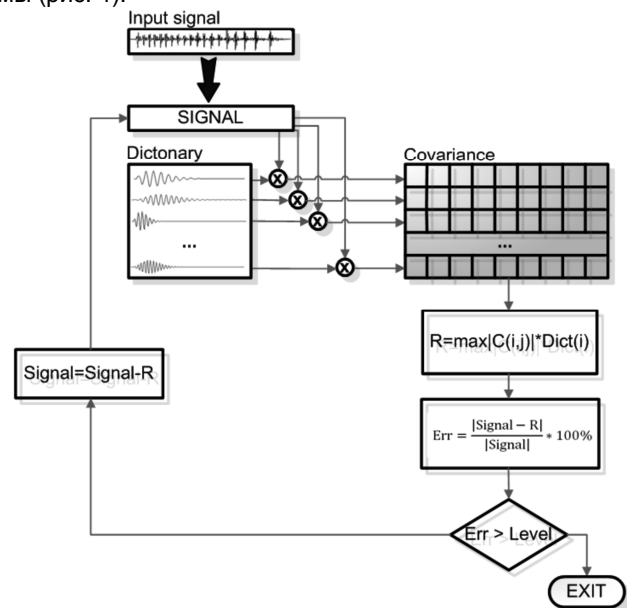 мы (рис. 1).
Input signal
SIGNAL
Dictonary
Covariance
X
X
X
X
...
...
R=max|C(i,j)|*Dict(i)
Signal=Signal-R
Err = |Signal − R| / |Signal| * 100%
Err > Level
EXIT